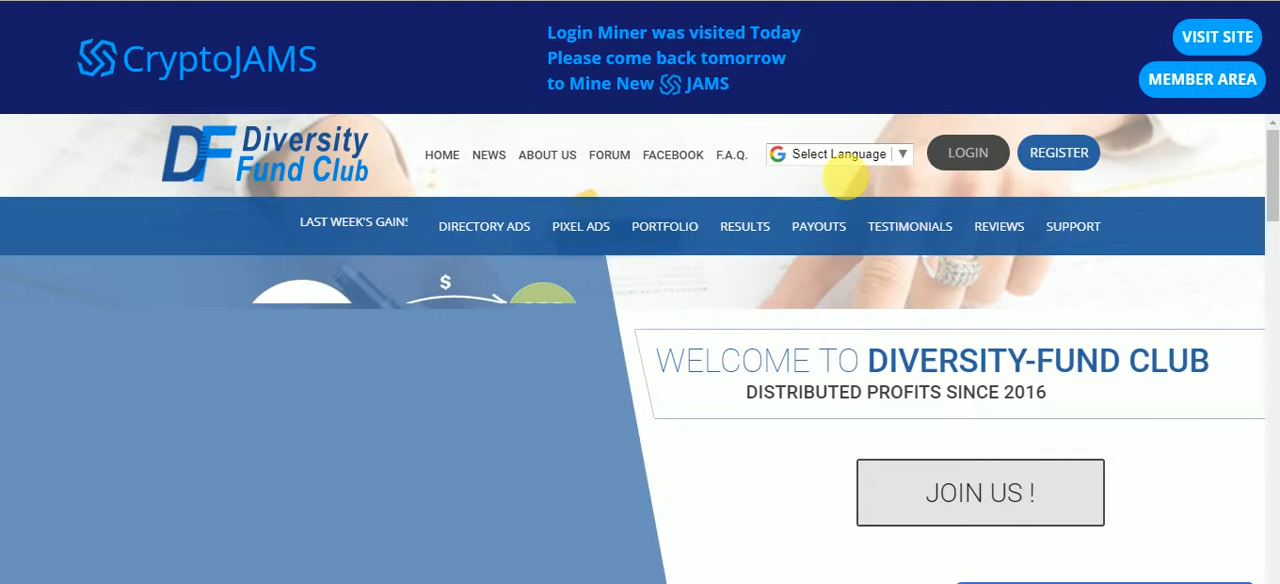 CryptoJAMS
Login Miner was visited Today
Please come back tomorrow
to Mine New JAMS
VISIT SITE
MEMBER AREA
DF Diversity
Fund Club
HOME NEWS ABOUT US FORUM FACEBOOK F.A.Q. Select Language LOGIN REGISTER
LAST WEEK'S GAINS DIRECTORY ADS PIXEL ADS PORTFOLIO RESULTS PAYOUTS TESTIMONIALS REVIEWS SUPPORT
$
WELCOME TO DIVERSITY-FUND CLUB
DISTRIBUTED PROFITS SINCE 2016
JOIN US !